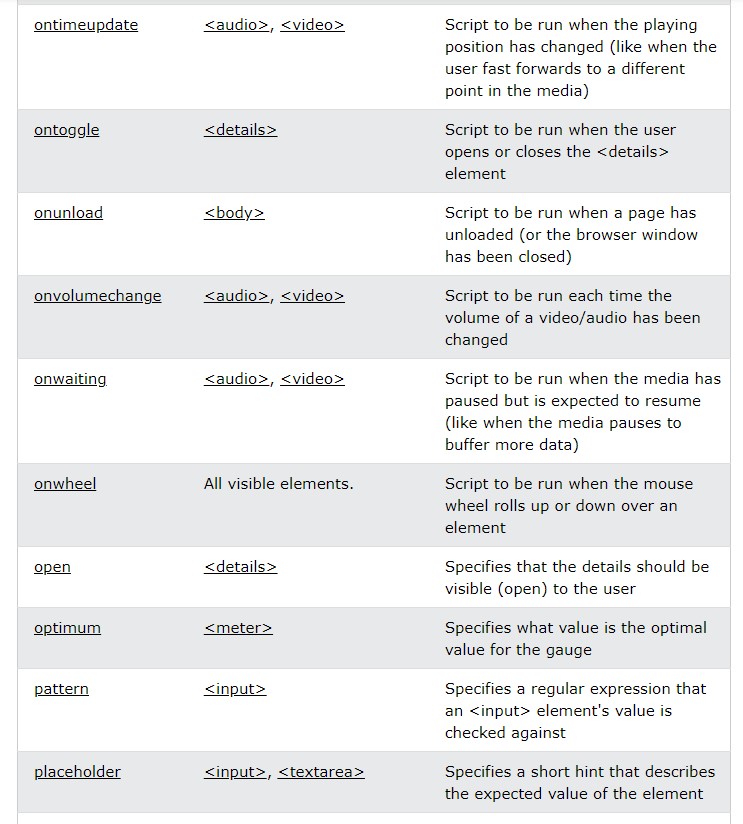 ontimeupdate <audio>, <video> Script to be run when the playing
position has changed (like when the
user fast forwards to a different
point in the media)
ontoggle <details> Script to be run when the user
opens or closes the <details>
element
onunload <body> Script to be run when a page has
unloaded (or the browser window
has been closed)
onvolumechange <audio>, <video> Script to be run each time the
volume of a video/audio has been
changed
onwaiting <audio>, <video> Script to be run when the media has
paused but is expected to resume
(like when the media pauses to
buffer more data)
onwheel All visible elements. Script to be run when the mouse
wheel rolls up or down over an
element
open <details> Specifies that the details should be
visible (open) to the user
optimum <meter> Specifies what value is the optimal
value for the gauge
pattern <input> Specifies a regular expression that
an <input> element's value is
checked against
placeholder <input>, <textarea> Specifies a short hint that describes
the expected value of the element